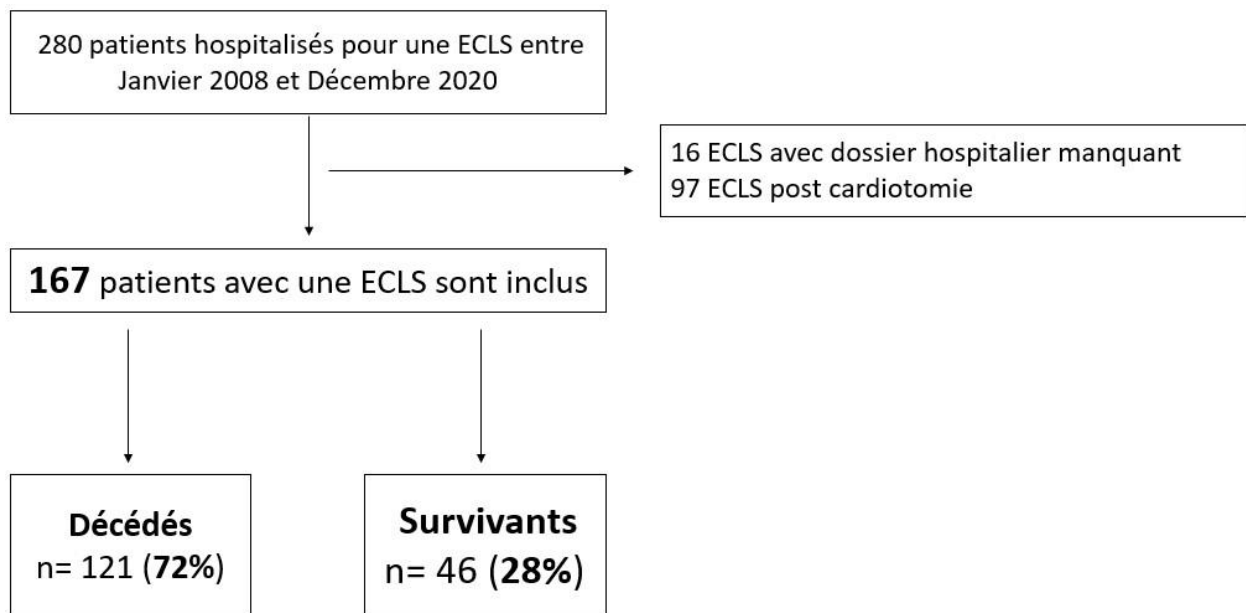 280 patients hospitalisés pour une ECLS entre
Janvier 2008 et Décembre 2020
16 ECLS avec dossier hospitalier manquant
97 ECLS post cardiotomie
167 patients avec une ECLS sont inclus
Décédés
n= 121 (72%)
Survivants
n= 46 (28%)